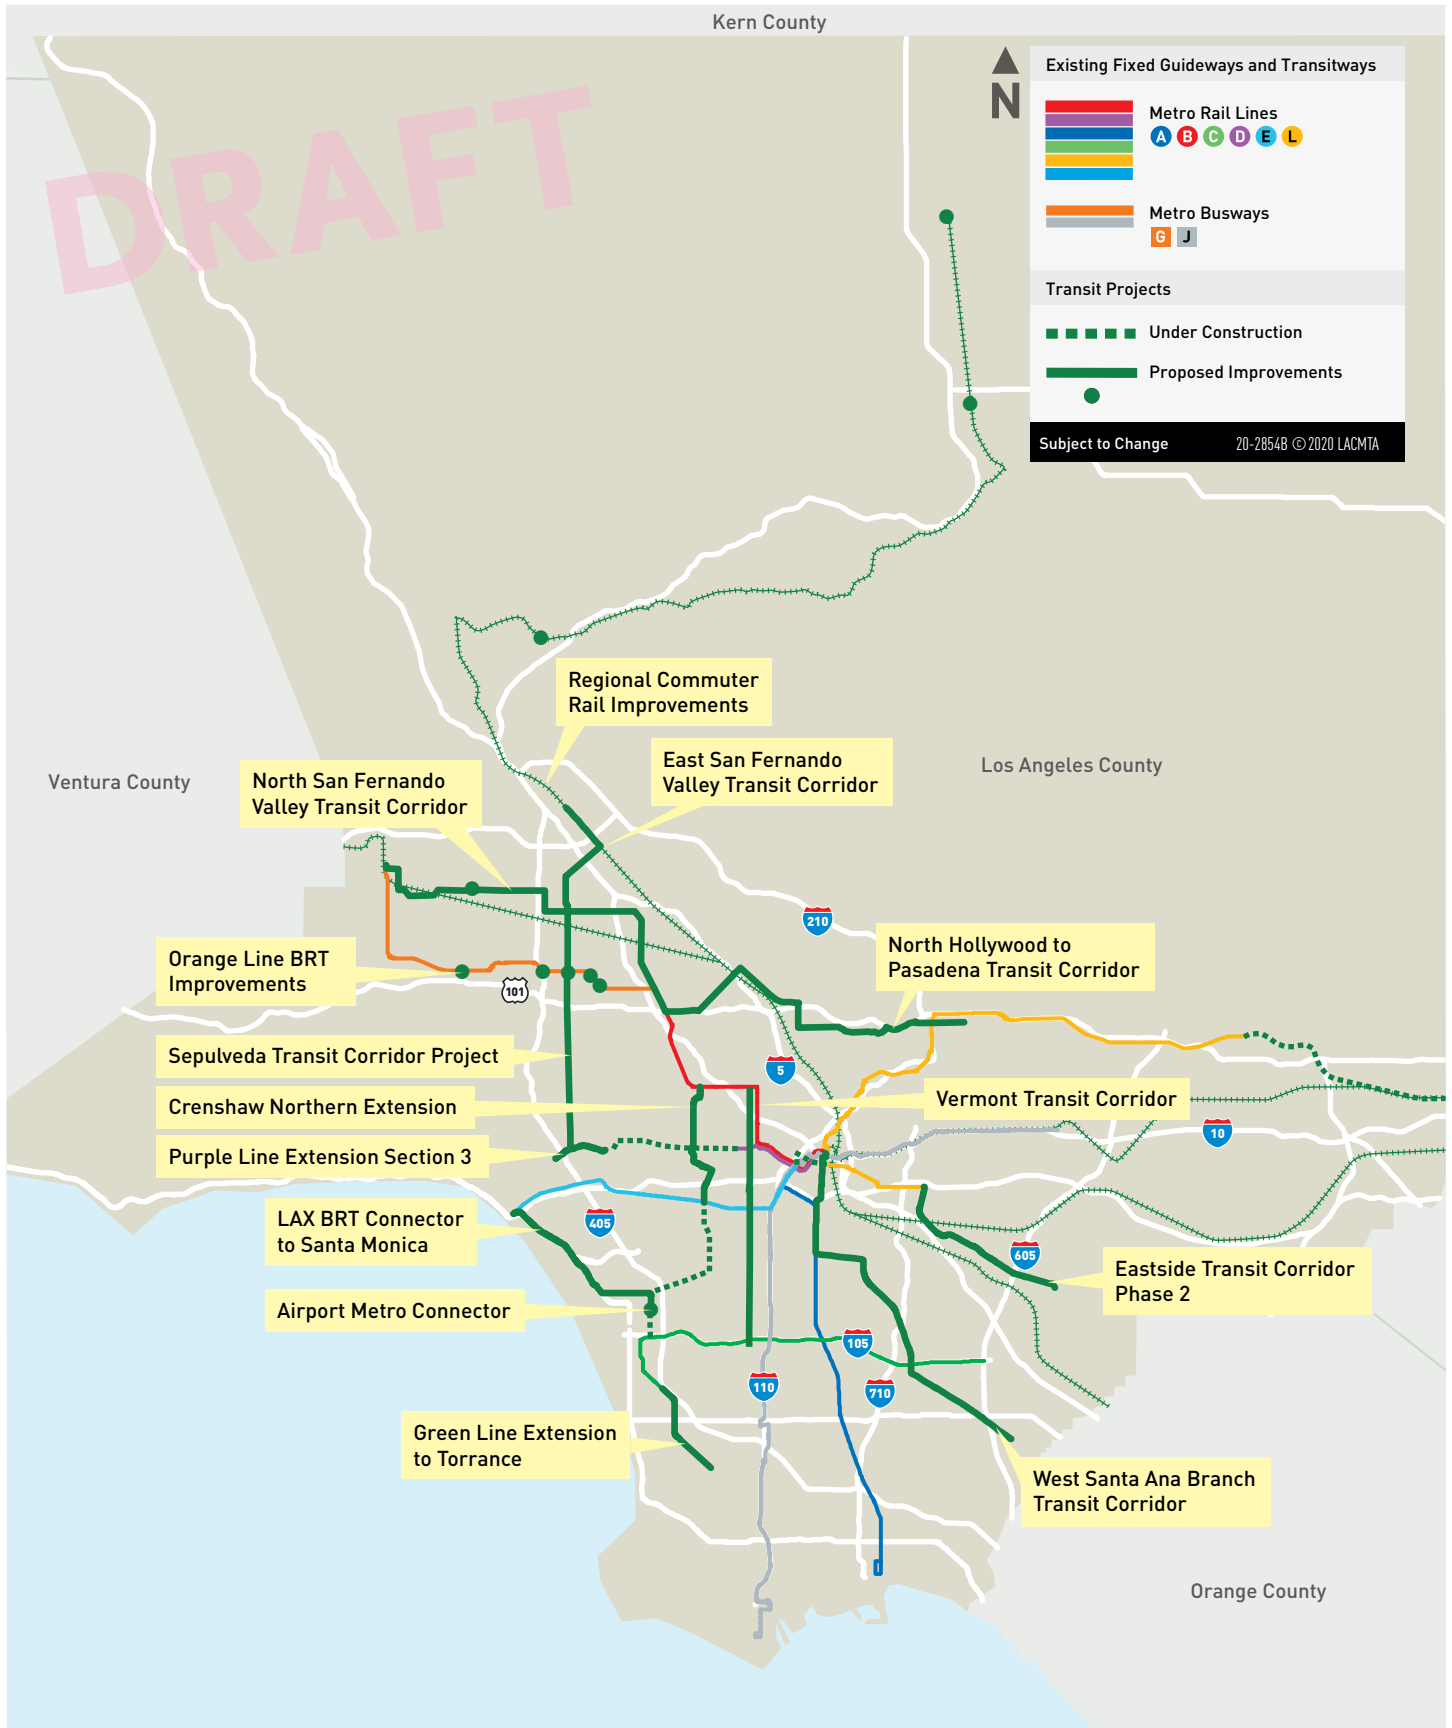 Kern County
DRAFT
N
Existing Fixed Guideways and Transitways
Metro Rail Lines
A B C D E L
Metro Busways
G J
Transit Projects
Under Construction
Proposed Improvements
Subject to Change 20-2854B © 2020 LACMTA
Regional Commuter
Rail Improvements
East San Fernando
Valley Transit Corridor
Los Angeles County
Ventura County
North San Fernando
Valley Transit Corridor
210
North Hollywood to
Pasadena Transit Corridor
Orange Line BRT
Improvements
101
Sepulveda Transit Corridor Project
5
Crenshaw Northern Extension
Vermont Transit Corridor
10
Purple Line Extension Section 3
LAX BRT Connector
to Santa Monica
405
605
Eastside Transit Corridor
Phase 2
Airport Metro Connector
105
110
710
Green Line Extension
to Torrance
West Santa Ana Branch
Transit Corridor
Orange County